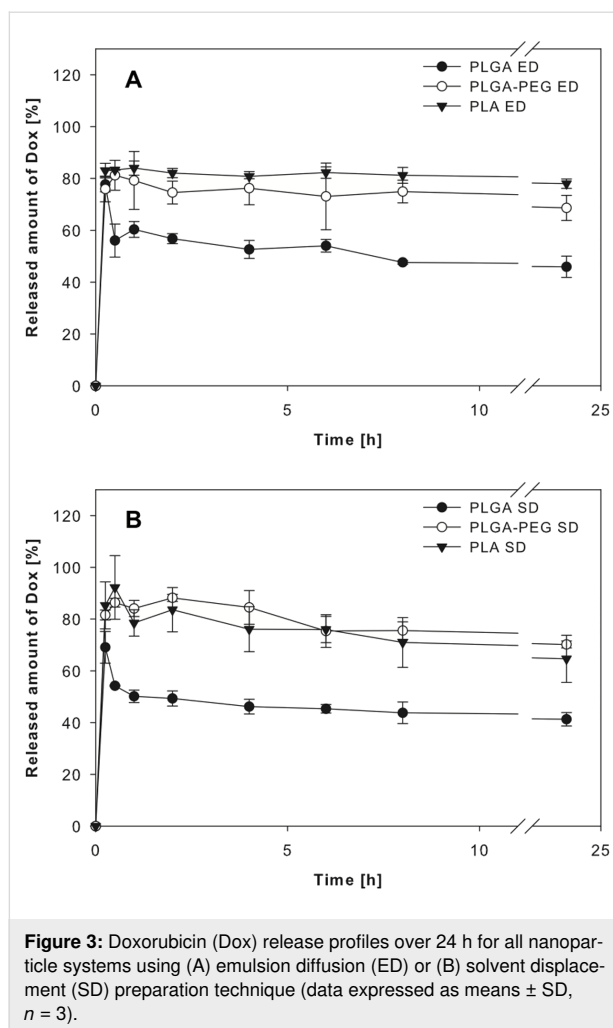 A
PLGA ED
PLGA-PEG ED
PLA ED
Released amount of Dox [%]
120
100
80
60
40
20
0
0 5 10 25
Time [h]
B
PLGA SD
PLGA-PEG SD
PLA SD
Released amount of Dox [%]
120
100
80
60
40
20
0
0 5 10 25
Time [h]
Figure 3: Doxorubicin (Dox) release profiles over 24 h for all nanopar-
ticle systems using (A) emulsion diffusion (ED) or (B) solvent displace-
ment (SD) preparation technique (data expressed as means ± SD,
n = 3).